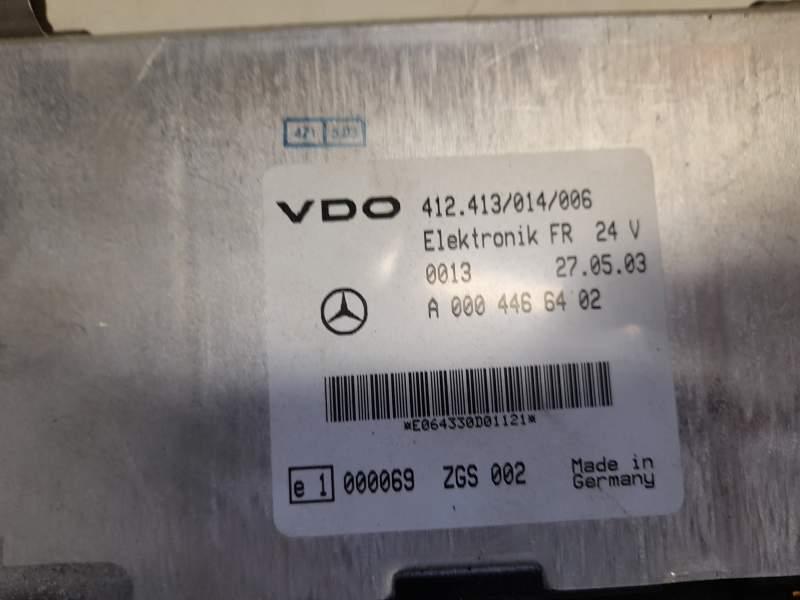 VDO 412.413/014/006
Elektronik FR 24 V
0013 27.05.03
A 000 446 64 02
*E064330D01121*
e 1 000069 ZGS 002 Made in
Germany